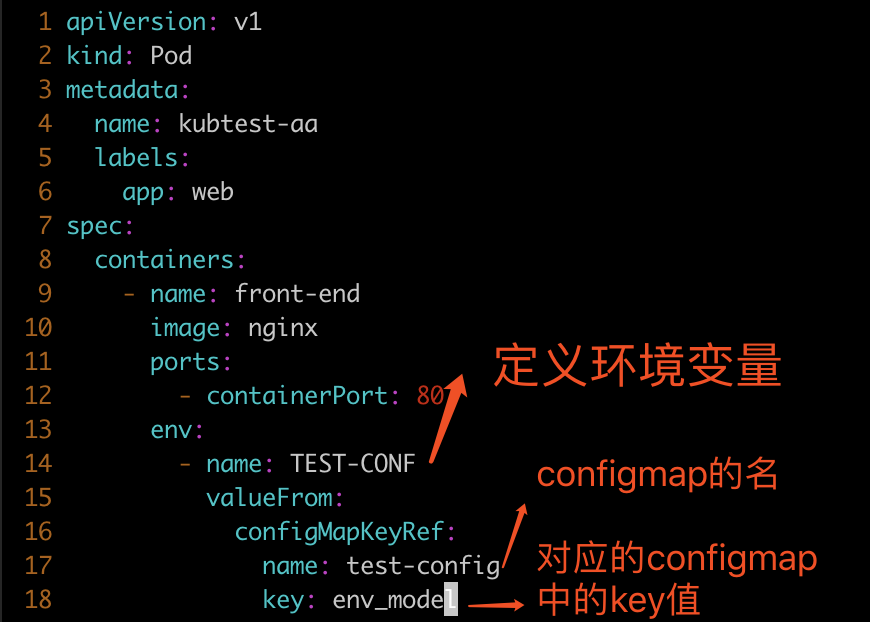 1 apiVersion: v1
2 kind: Pod
3 metadata:
4   name: kubtest-aa
5   labels:
6     app: web
7 spec:
8   containers:
9     - name: front-end
10       image: nginx
11       ports:
12         - containerPort: 80
13       env:
14         - name: TEST-CONF
15           valueFrom:
16             configMapKeyRef:
17               name: test-config
18               key: env_model
定义环境变量
configmap的名
对应的configmap
中的key值